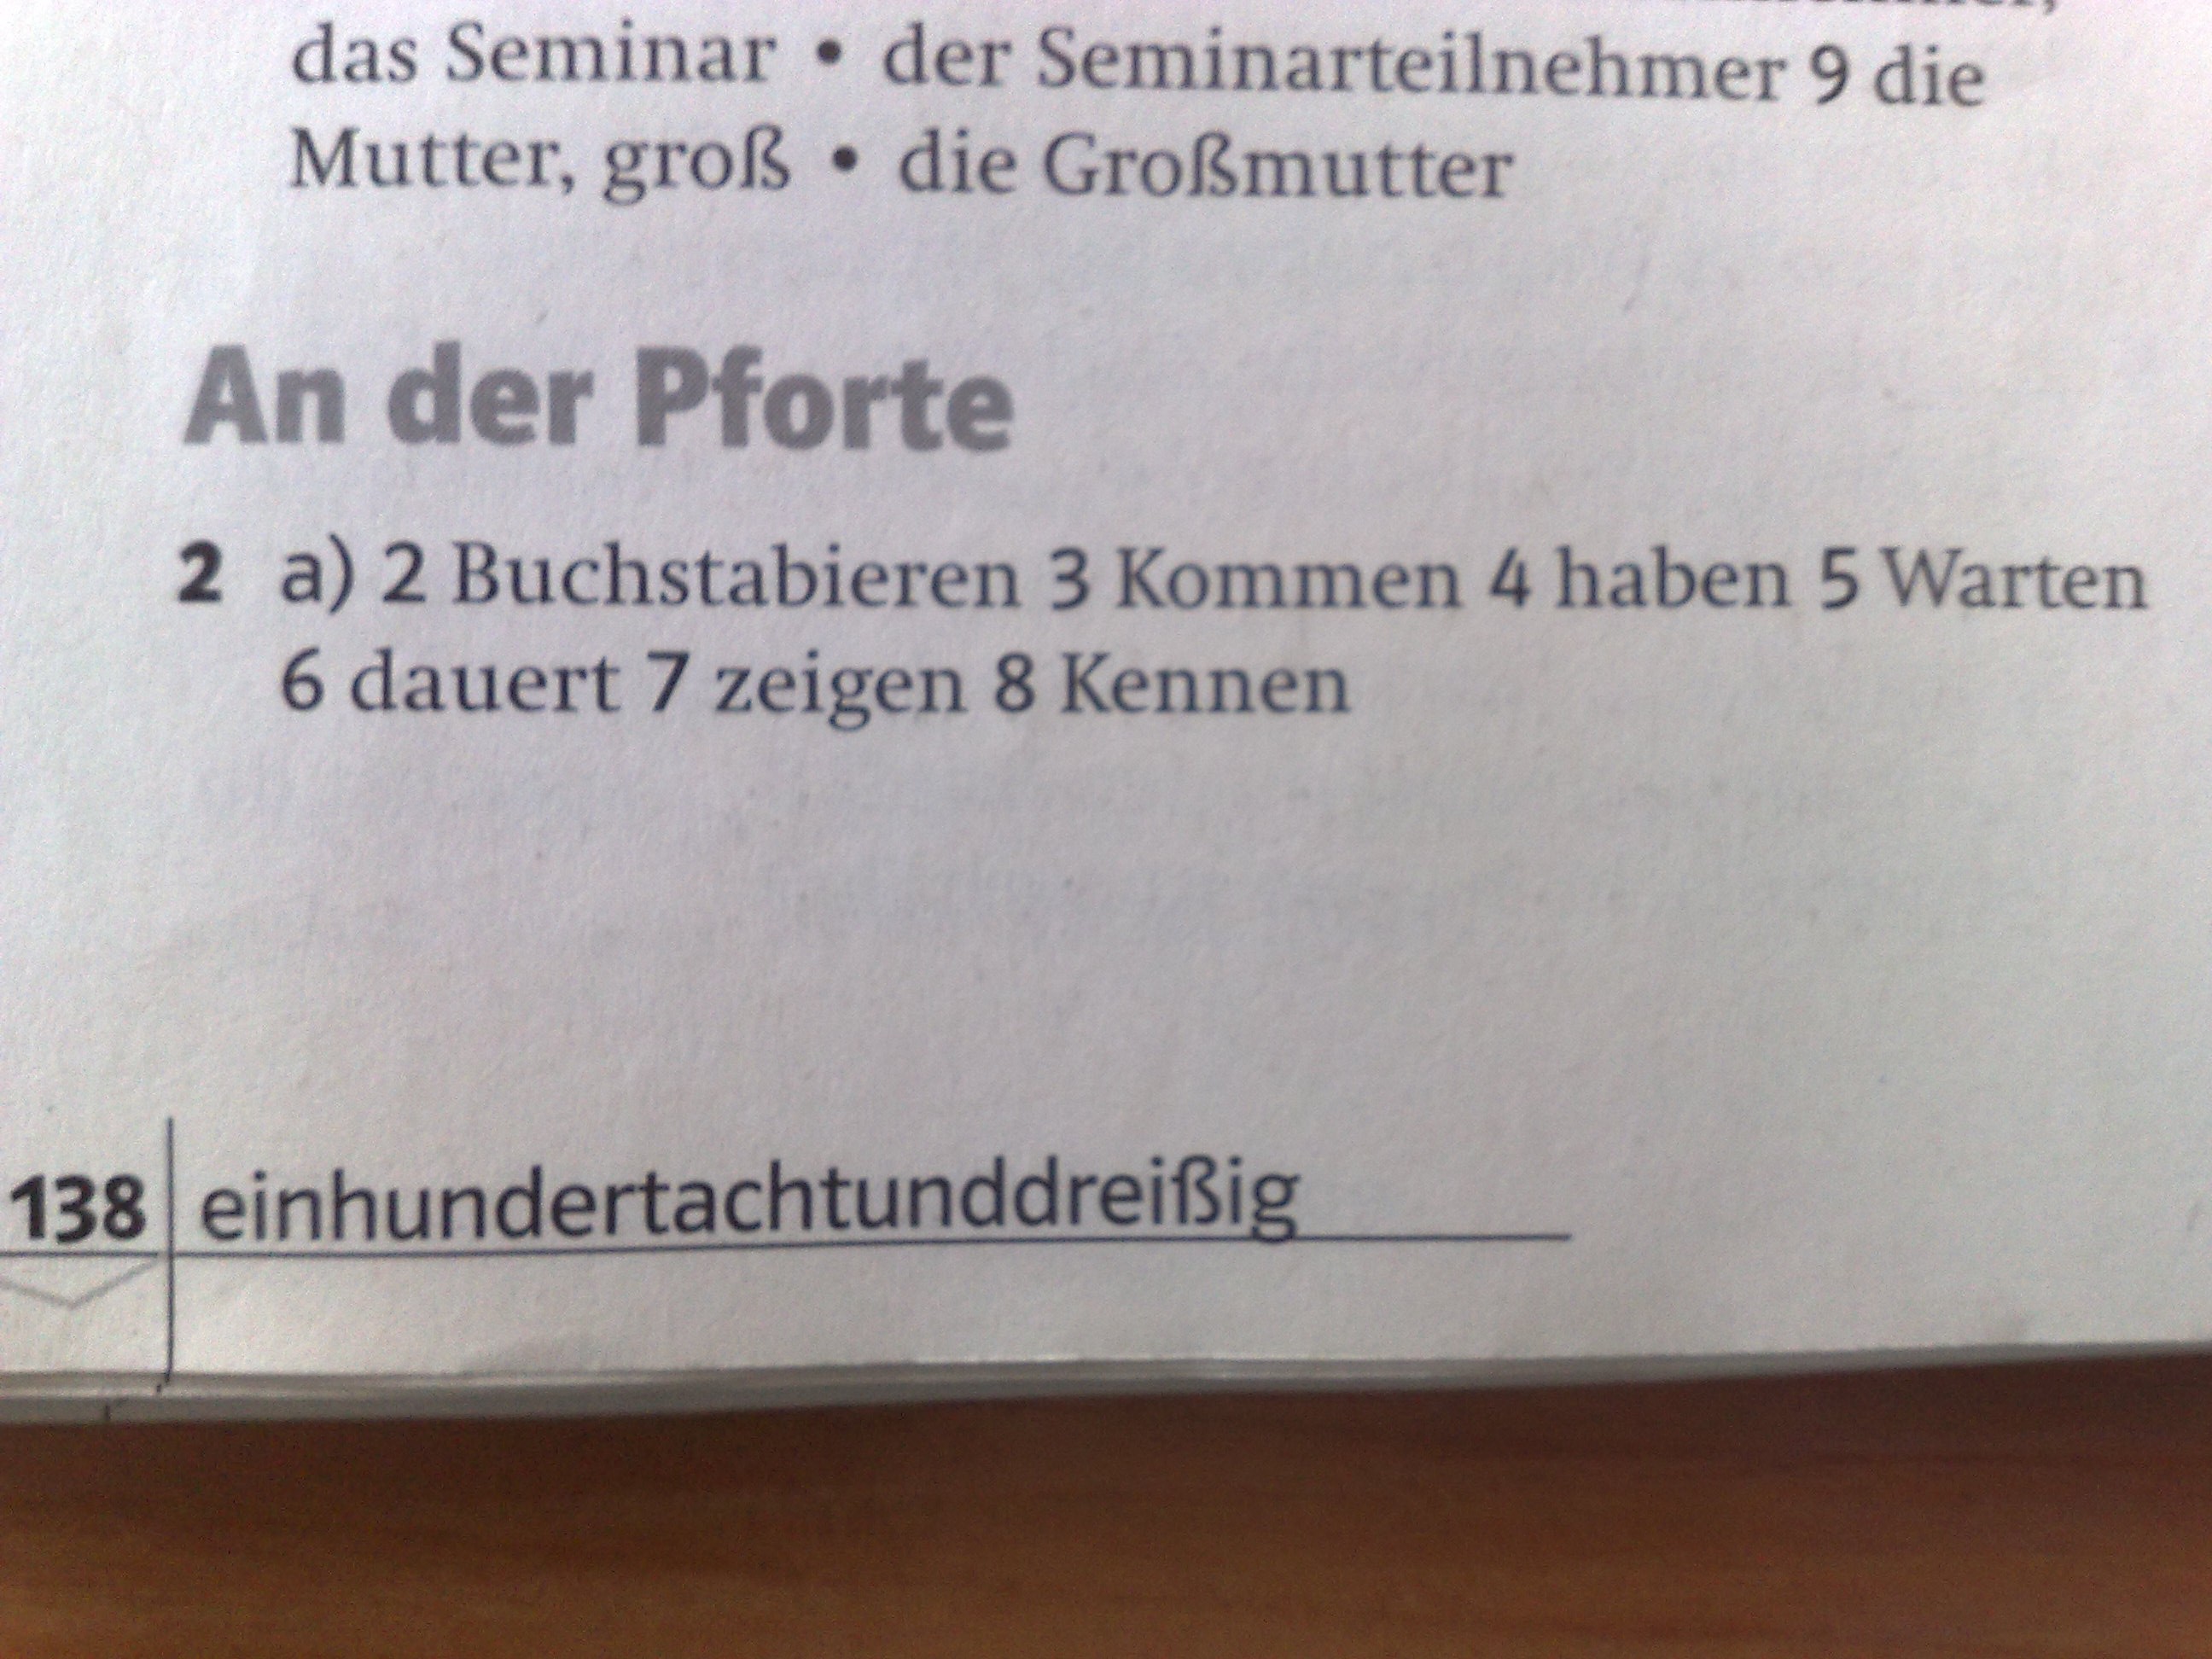 das Seminar • der Seminarteilnehmer 9 die
Mutter, groß • die Großmutter
An der Pforte
2 a) 2 Buchstabieren 3 Kommen 4 haben 5 Warten
6 dauert 7 zeigen 8 Kennen
138 einhundertachtunddreißig